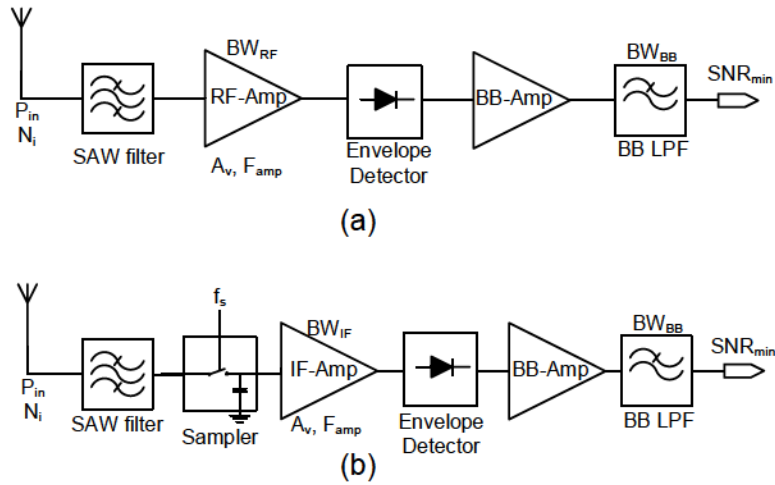 BW_RF
RF-Amp
P_in
N_i
SAW filter
A_v, F_amp
Envelope
Detector
BB-Amp
BW_BB
BB LPF
SNR_min
(a)
f_s
BW_IF
IF-Amp
P_in
N_i
SAW filter
Sampler
A_v, F_amp
Envelope
Detector
BB-Amp
BW_BB
BB LPF
SNR_min
(b)